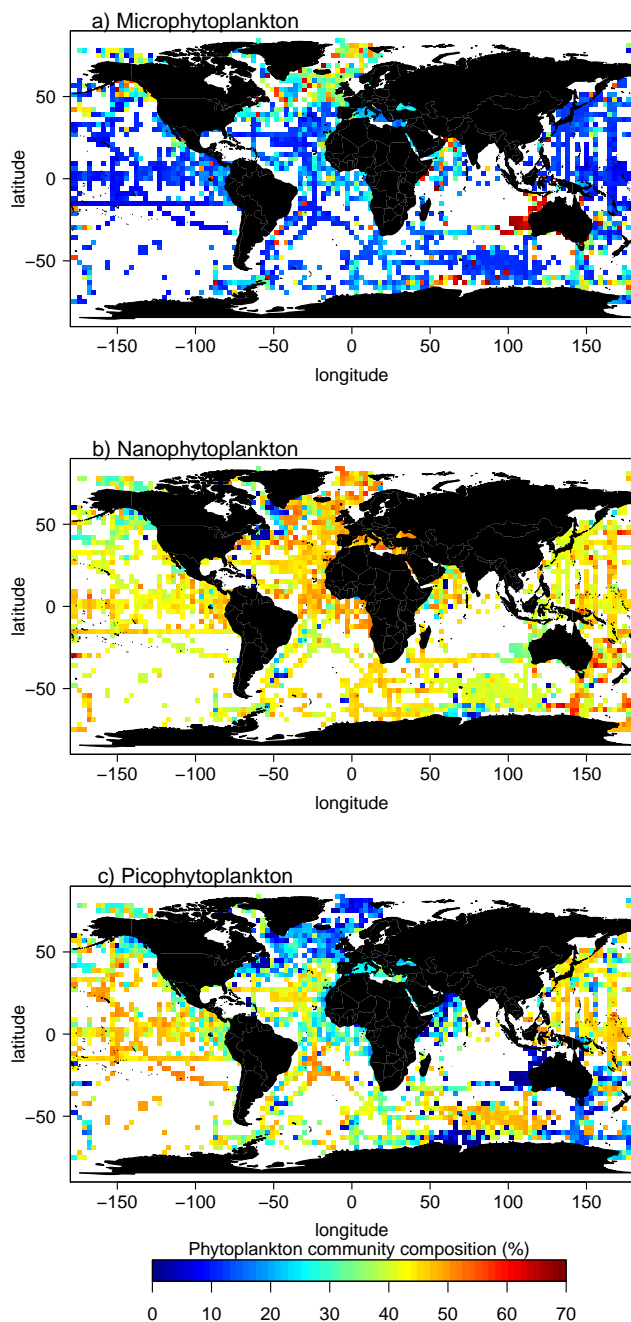 a) Microphytoplankton
latitude
50
0
−50
−150 −100 −50 0 50 100 150
longitude
b) Nanophytoplankton
latitude
50
0
−50
−150 −100 −50 0 50 100 150
longitude
c) Picophytoplankton
latitude
50
0
−50
−150 −100 −50 0 50 100 150
longitude
Phytoplankton community composition (%)
0 10 20 30 40 50 60 70